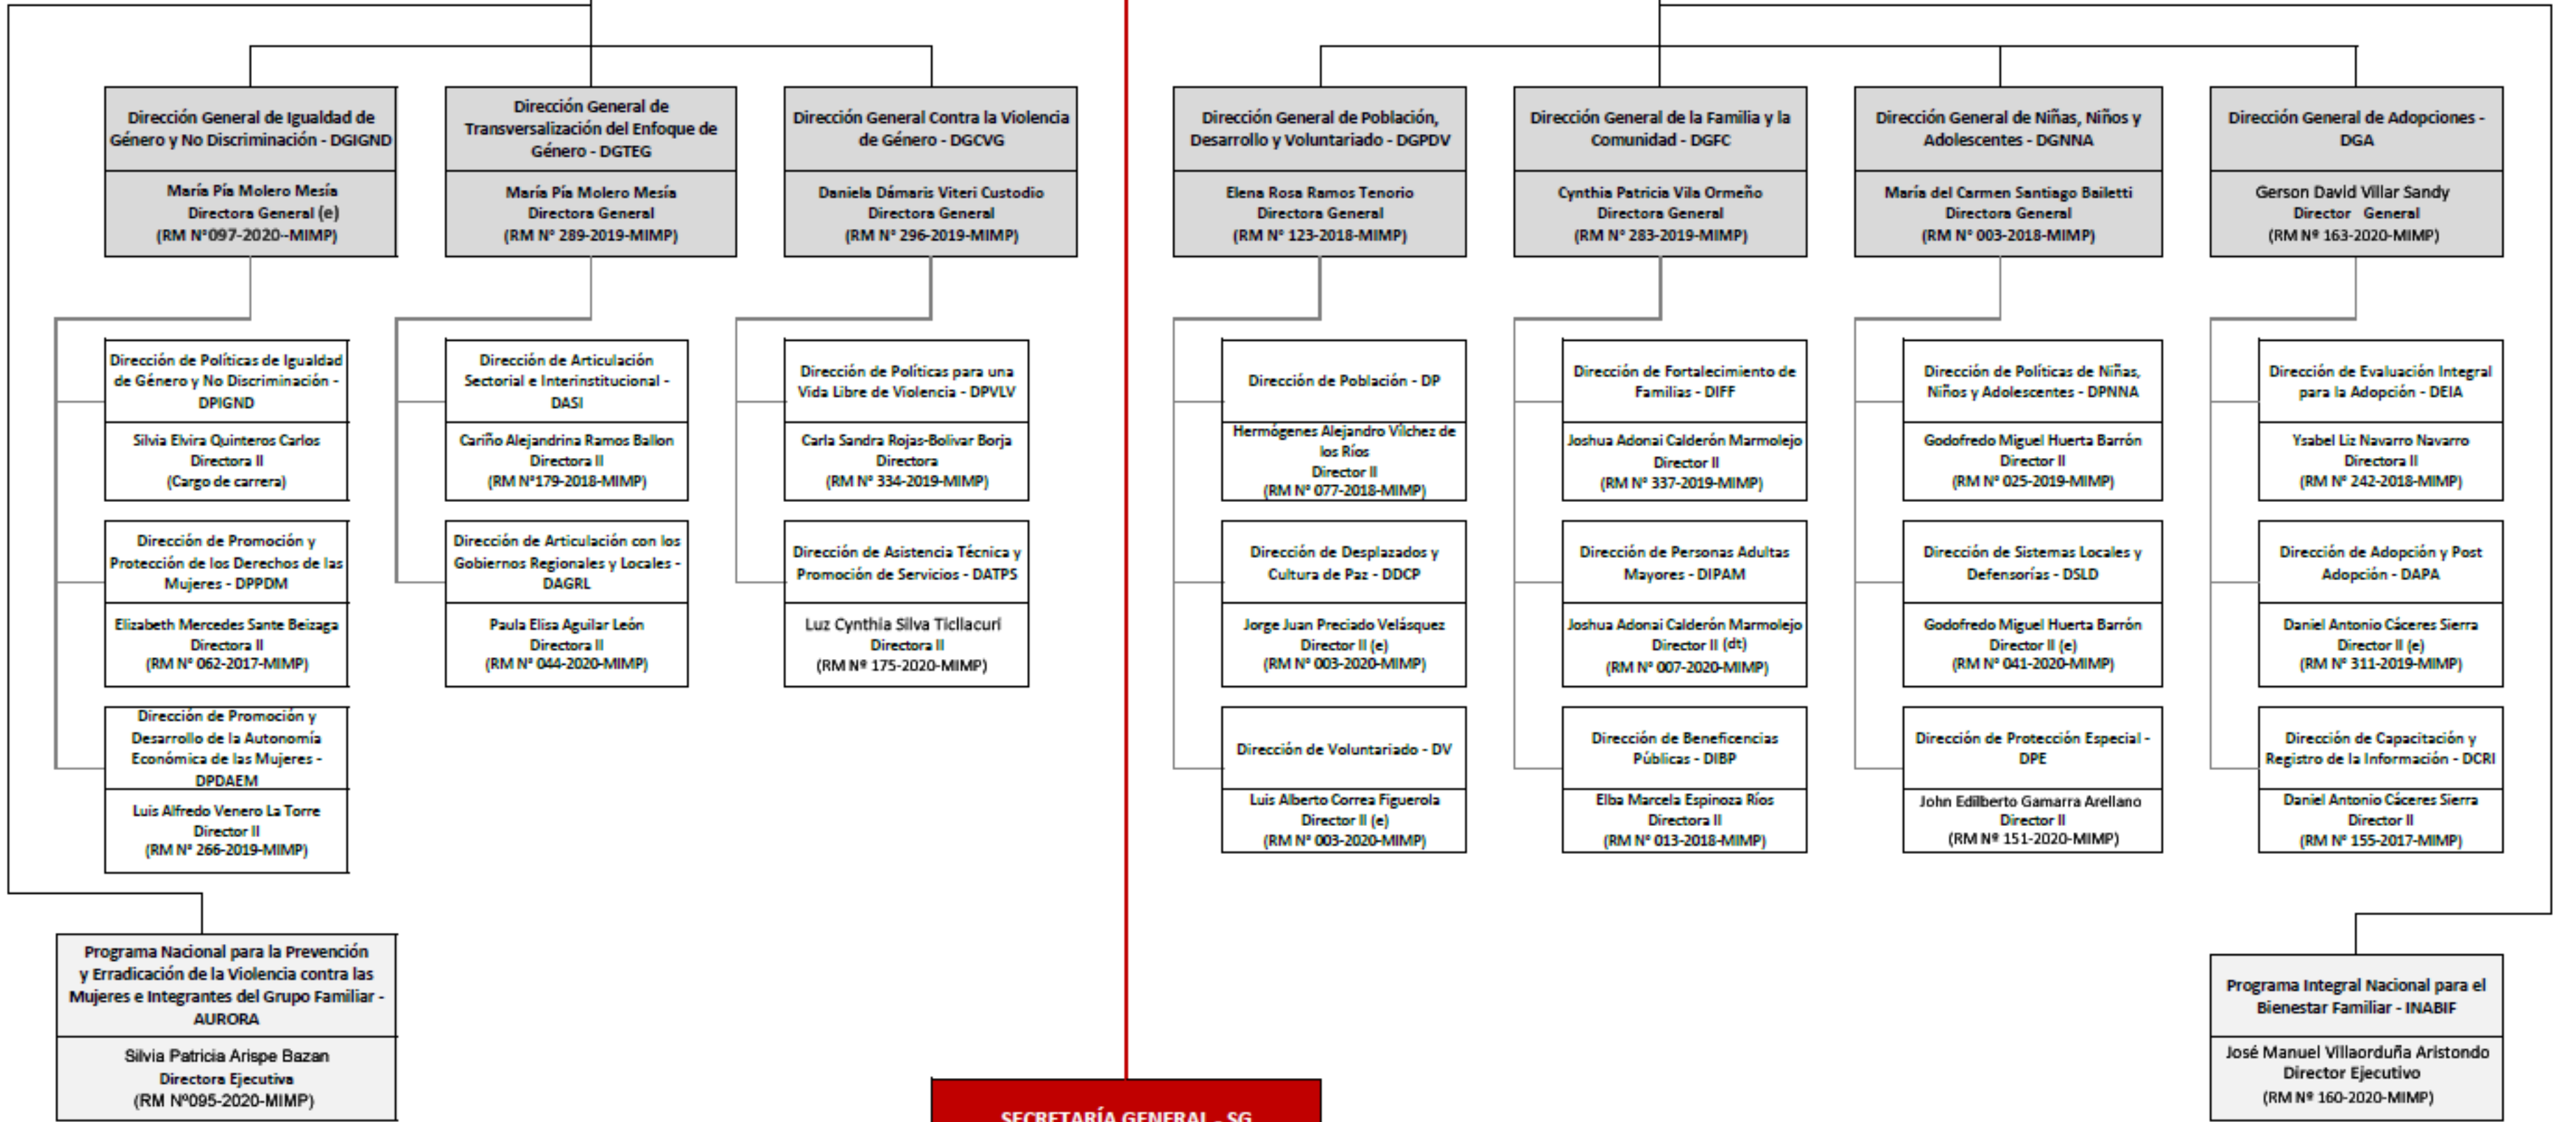 Dirección General de Igualdad de
Género y No Discriminación - DGIGND
María Pía Molero Mesía
Directora General (e)
(RM N°097-2020--MIMP)
Dirección General de
Transversalización del Enfoque de
Género - DGTEG
María Pía Molero Mesía
Directora General
(RM N° 289-2019-MIMP)
Dirección General Contra la Violencia
de Género - DGCVG
Daniela Dámaris Viteri Custodio
Directora General
(RM N° 296-2019-MIMP)
Dirección General de Población,
Desarrollo y Voluntariado - DGPDV
Elena Rosa Ramos Tenorio
Directora General
(RM N° 123-2018-MIMP)
Dirección General de la Familia y la
Comunidad - DGFC
Cynthia Patricia Vila Ormeño
Directora General
(RM N° 283-2019-MIMP)
Dirección General de Niñas, Niños y
Adolescentes - DGNNA
María del Carmen Santiago Bailetti
Directora General
(RM N° 003-2018-MIMP)
Dirección General de Adopciones -
DGA
Gerson David Villar Sandy
Director General
(RM Nº 163-2020-MIMP)
Dirección de Políticas de Igualdad
de Género y No Discriminación -
DPIGND
Silvia Elvira Quinteros Carlos
Directora II
(Cargo de carrera)
Dirección de Articulación
Sectorial e Interinstitucional -
DASI
Cariño Alejandrina Ramos Ballon
Directora II
(RM N°179-2018-MIMP)
Dirección de Políticas para una
Vida Libre de Violencia - DPVLV
Carla Sandra Rojas-Bolivar Borja
Directora
(RM N° 334-2019-MIMP)
Dirección de Población - DP
Hermógenes Alejandro Vílchez de
los Ríos
Director II
(RM N° 077-2018-MIMP)
Dirección de Fortalecimiento de
Familias - DIFF
Joshua Adonai Calderón Marmolejo
Director II
(RM N° 337-2019-MIMP)
Dirección de Políticas de Niñas,
Niños y Adolescentes - DPNNA
Godofredo Miguel Huerta Barrón
Director II
(RM N° 025-2019-MIMP)
Dirección de Evaluación Integral
para la Adopción - DEIA
Ysabel Liz Navarro Navarro
Directora II
(RM N° 242-2018-MIMP)
Dirección de Promoción y
Protección de los Derechos de las
Mujeres - DPPDM
Elizabeth Mercedes Sante Beizaga
Directora II
(RM N° 062-2017-MIMP)
Dirección de Articulación con los
Gobiernos Regionales y Locales -
DAGRL
Paula Elisa Aguilar León
Directora II
(RM N° 044-2020-MIMP)
Dirección de Asistencia Técnica y
Promoción de Servicios - DATPS
Luz Cynthia Silva Ticllacuri
Directora II
(RM Nº 175-2020-MIMP)
Dirección de Desplazados y
Cultura de Paz - DDCP
Jorge Juan Preciado Velásquez
Director II (e)
(RM N° 003-2020-MIMP)
Dirección de Personas Adultas
Mayores - DIPAM
Joshua Adonai Calderón Marmolejo
Director II (dt)
(RM N° 007-2020-MIMP)
Dirección de Sistemas Locales y
Defensorías - DSLD
Godofredo Miguel Huerta Barrón
Director II (e)
(RM N° 041-2020-MIMP)
Dirección de Adopción y Post
Adopción - DAPA
Daniel Antonio Cáceres Sierra
Director II (e)
(RM N° 311-2019-MIMP)
Dirección de Promoción y
Desarrollo de la Autonomía
Económica de las Mujeres -
DPDAEM
Luis Alfredo Venero La Torre
Director II
(RM N° 266-2019-MIMP)
Dirección de Voluntariado - DV
Luis Alberto Correa Figuerola
Director II (e)
(RM N° 003-2020-MIMP)
Dirección de Beneficencias
Públicas - DIBP
Elba Marcela Espinoza Ríos
Directora II
(RM N° 013-2018-MIMP)
Dirección de Protección Especial -
DPE
John Edilberto Gamarra Arellano
Director II
(RM Nº 151-2020-MIMP)
Dirección de Capacitación y
Registro de la Información - DCRI
Daniel Antonio Cáceres Sierra
Director II
(RM N° 155-2017-MIMP)
Programa Nacional para la Prevención
y Erradicación de la Violencia contra las
Mujeres e Integrantes del Grupo Familiar -
AURORA
Silvia Patricia Arispe Bazan
Directora Ejecutiva
(RM Nº095-2020-MIMP)
Programa Integral Nacional para el
Bienestar Familiar - INABIF
José Manuel Villaorduña Aristondo
Director Ejecutivo
(RM Nº 160-2020-MIMP)
SECRETARÍA GENERAL - SG